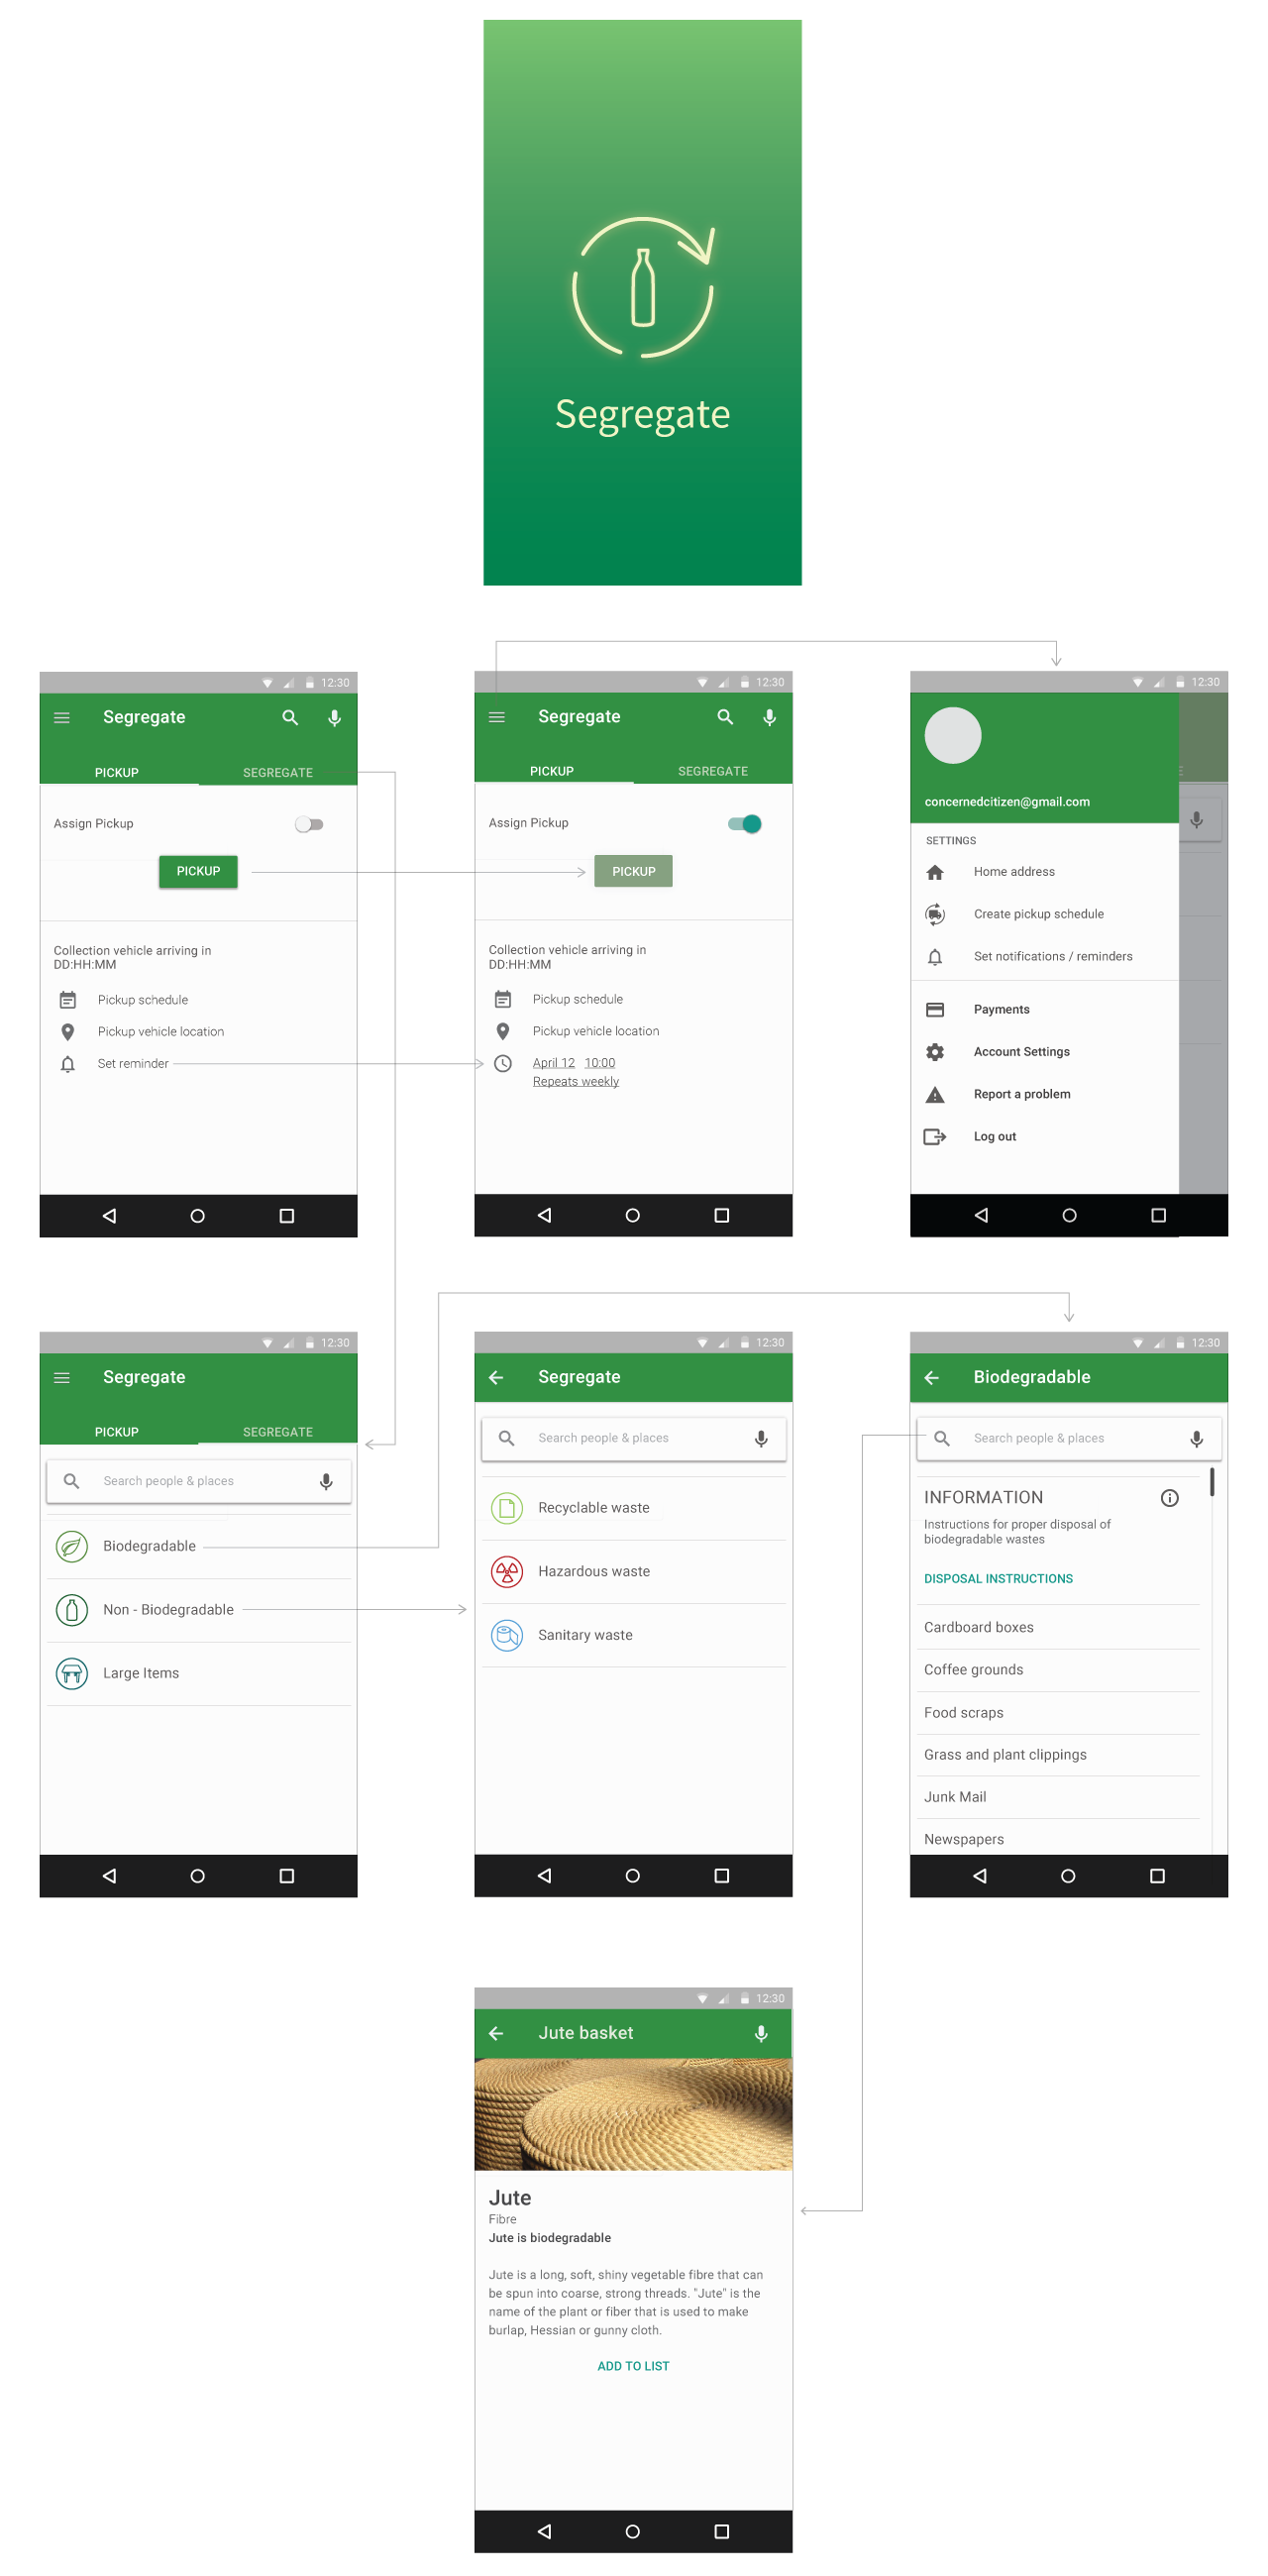 Segregate
12:30
Segregate
PICKUP SEGREGATE
Assign Pickup
PICKUP
Collection vehicle arriving in
DD:HH:MM
Pickup schedule
Pickup vehicle location
Set reminder
12:30
Segregate
PICKUP SEGREGATE
Assign Pickup
PICKUP
Collection vehicle arriving in
DD:HH:MM
Pickup schedule
Pickup vehicle location
April 12 10:00
Repeats weekly
12:30
E
concernedcitizen@gmail.com
SETTINGS
Home address
Create pickup schedule
Set notifications / reminders
Payments
Account Settings
Report a problem
Log out
12:30
Segregate
PICKUP SEGREGATE
Search people & places
Biodegradable
Non - Biodegradable
Large Items
12:30
Segregate
Search people & places
Recyclable waste
Hazardous waste
Sanitary waste
12:30
Biodegradable
Search people & places
INFORMATION
Instructions for proper disposal of
biodegradable wastes
DISPOSAL INSTRUCTIONS
Cardboard boxes
Coffee grounds
Food scraps
Grass and plant clippings
Junk Mail
Newspapers
12:30
Jute basket
Jute
Fibre
Jute is biodegradable
Jute is a long, soft, shiny vegetable fibre that can
be spun into coarse, strong threads. "Jute" is the
name of the plant or fiber that is used to make
burlap, Hessian or gunny cloth.
ADD TO LIST